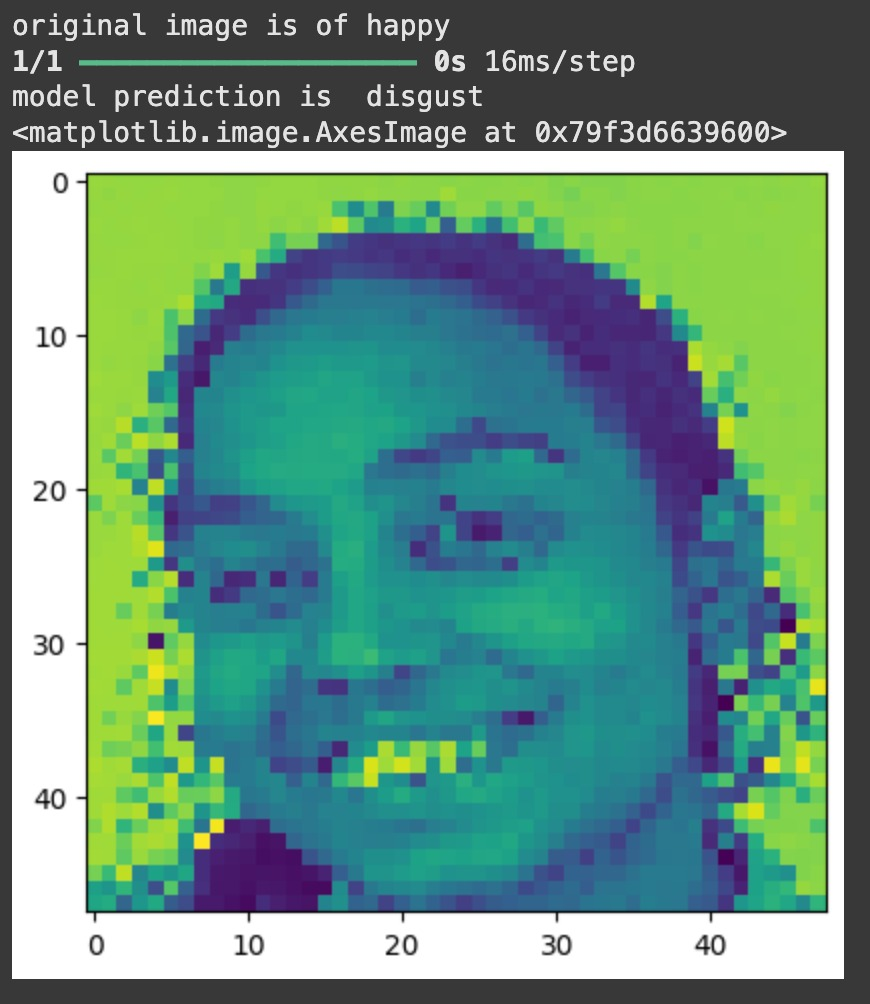 original image is of happy
1/1 ━━━━━━━━━━━━━━━━━━━━ 0s 16ms/step
model prediction is  disgust
<matplotlib.image.AxesImage at 0x79f3d6639600>
0
10
20
30
40
0 10 20 30 40